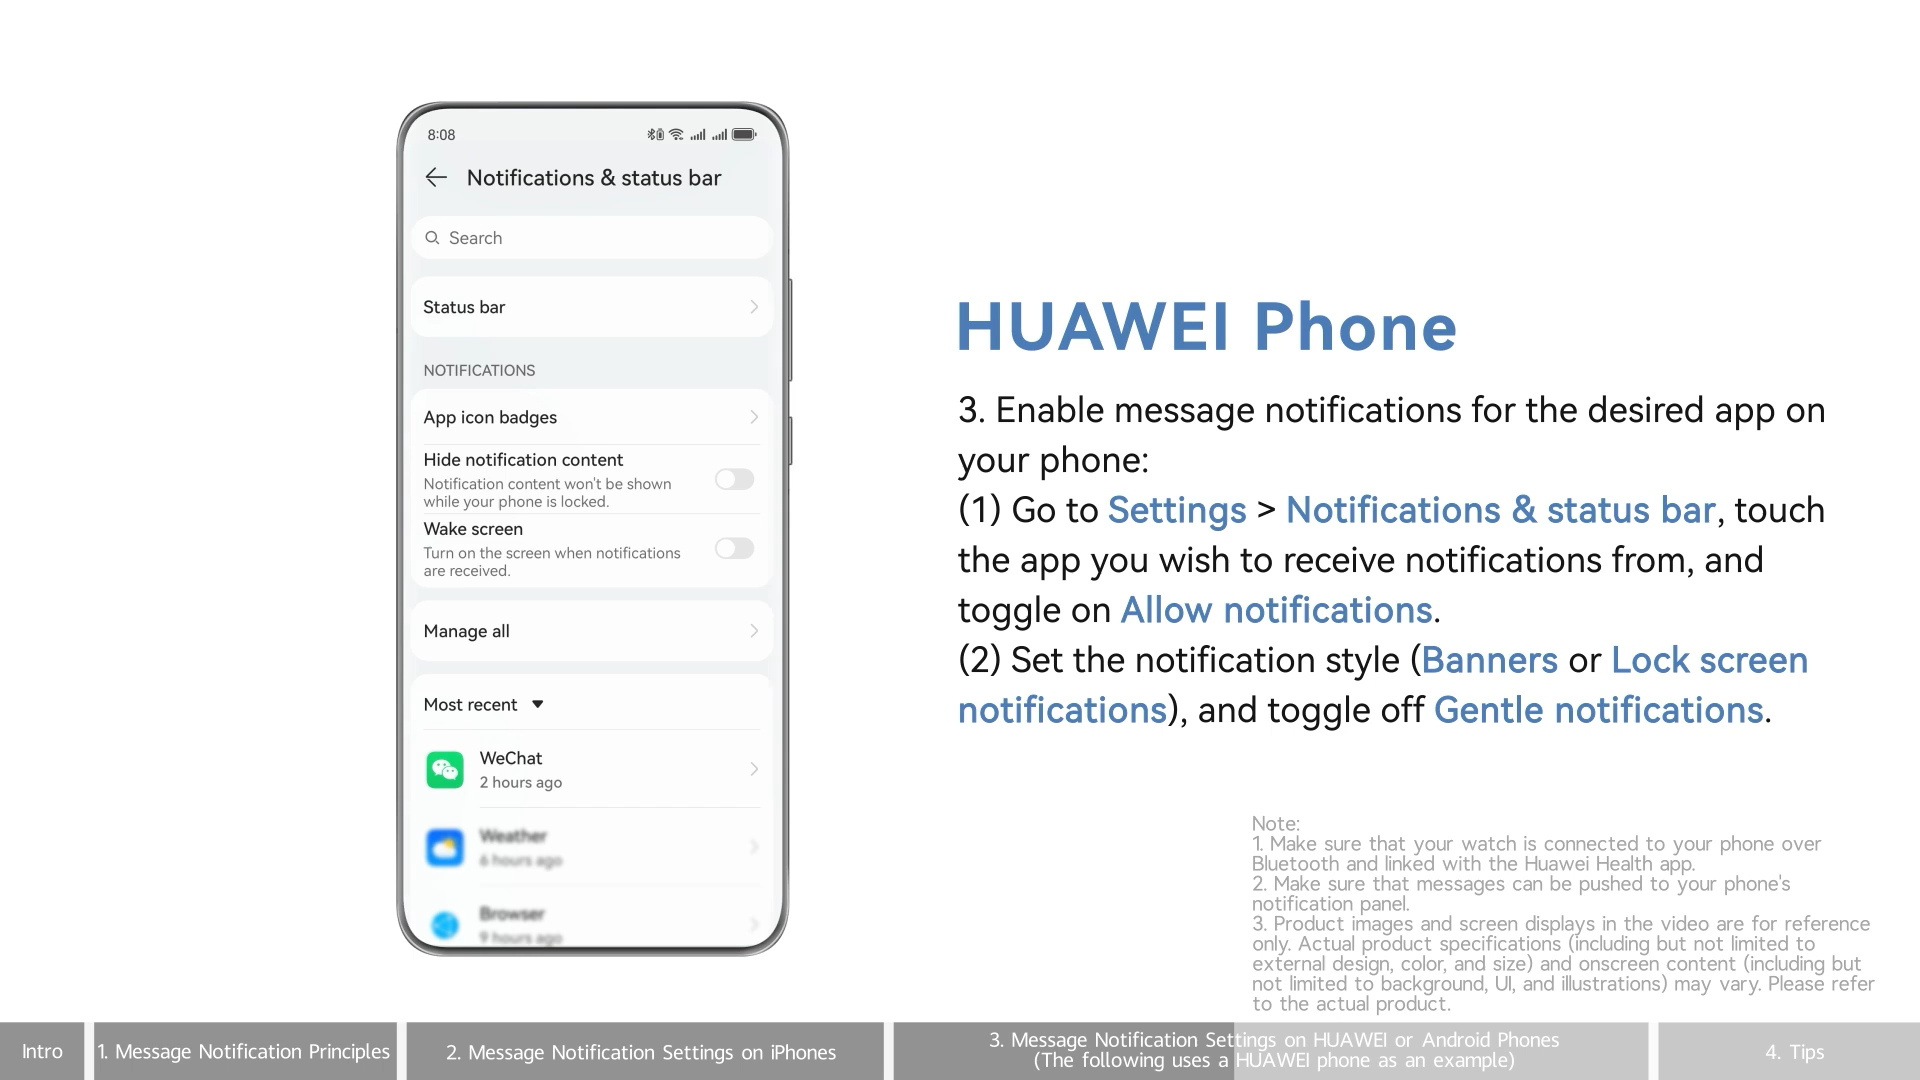 8:08
Notifications & status bar
Search
Status bar
NOTIFICATIONS
App icon badges
Hide notification content
Notification content won't be shown
while your phone is locked.
Wake screen
Turn on the screen when notifications
are received.
Manage all
Most recent
WeChat
2 hours ago
Weather
6 hours ago
Browser
9 hours ago
HUAWEI Phone
3. Enable message notifications for the desired app on
your phone:
(1) Go to Settings > Notifications & status bar, touch
the app you wish to receive notifications from, and
toggle on Allow notifications.
(2) Set the notification style (Banners or Lock screen
notifications), and toggle off Gentle notifications.
Note:
1. Make sure that your watch is connected to your phone over
Bluetooth and linked with the Huawei Health app.
2. Make sure that messages can be pushed to your phone's
notification panel.
3. Product images and screen displays in the video are for reference
only. Actual product specifications (including but not limited to
external design, color, and size) and onscreen content (including but
not limited to background, UI, and illustrations) may vary. Please refer
to the actual product.
Intro
1. Message Notification Principles
2. Message Notification Settings on iPhones
3. Message Notification Settings on HUAWEI or Android Phones
(The following uses a HUAWEI phone as an example)
4. Tips